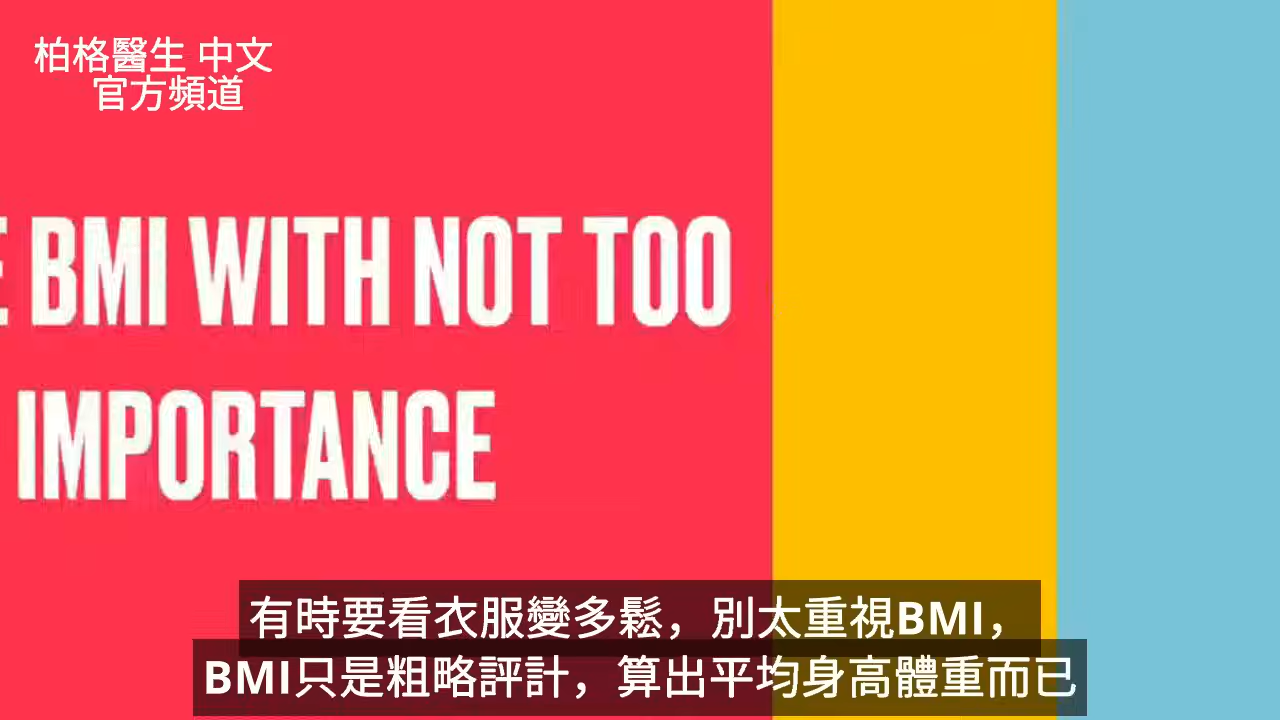 柏格醫生 中文
官方頻道
BMI WITH NOT TOO
IMPORTANCE
有時要看衣服變多鬆，別太重視BMI，
BMI只是粗略評計，算出平均身高體重而已